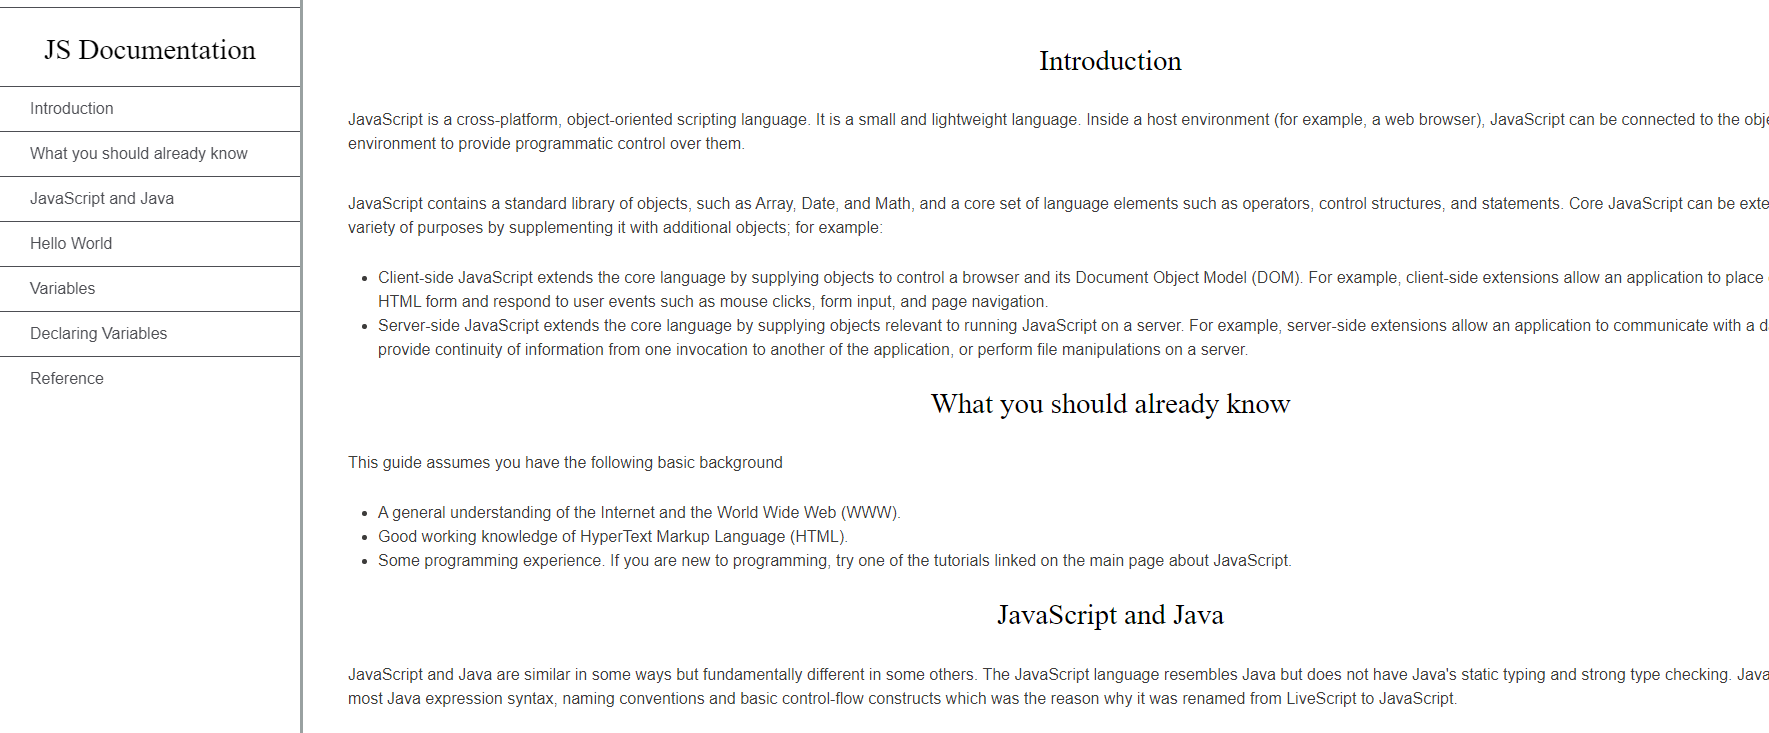 JS Documentation
Introduction
What you should already know
JavaScript and Java
Hello World
Variables
Declaring Variables
Reference
Introduction
JavaScript is a cross-platform, object-oriented scripting language. It is a small and lightweight language. Inside a host environment (for example, a web browser), JavaScript can be connected to the
environment to provide programmatic control over them.
JavaScript contains a standard library of objects, such as Array, Date, and Math, and a core set of language elements such as operators, control structures, and statements. Core JavaScript can be
variety of purposes by supplementing it with additional objects; for example:
• Client-side JavaScript extends the core language by supplying objects to control a browser and its Document Object Model (DOM). For example, client-side extensions allow an application to place
HTML form and respond to user events such as mouse clicks, form input, and page navigation.
• Server-side JavaScript extends the core language by supplying objects relevant to running JavaScript on a server. For example, server-side extensions allow an application to communicate with a
provide continuity of information from one invocation to another of the application, or perform file manipulations on a server.
What you should already know
This guide assumes you have the following basic background
• A general understanding of the Internet and the World Wide Web (WWW).
• Good working knowledge of HyperText Markup Language (HTML).
• Some programming experience. If you are new to programming, try one of the tutorials linked on the main page about JavaScript.
JavaScript and Java
JavaScript and Java are similar in some ways but fundamentally different in some others. The JavaScript language resembles Java but does not have Java's static typing and strong type checking.
most Java expression syntax, naming conventions and basic control-flow constructs which was the reason why it was renamed from LiveScript to JavaScript.